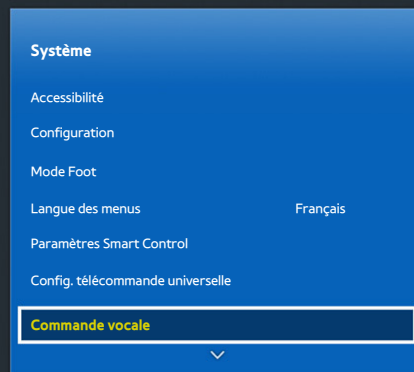 Système
Accessibilité
Configuration
Mode Foot
Langue des menus Français
Paramètres Smart Control
Config. télécommande universelle
Commande vocale